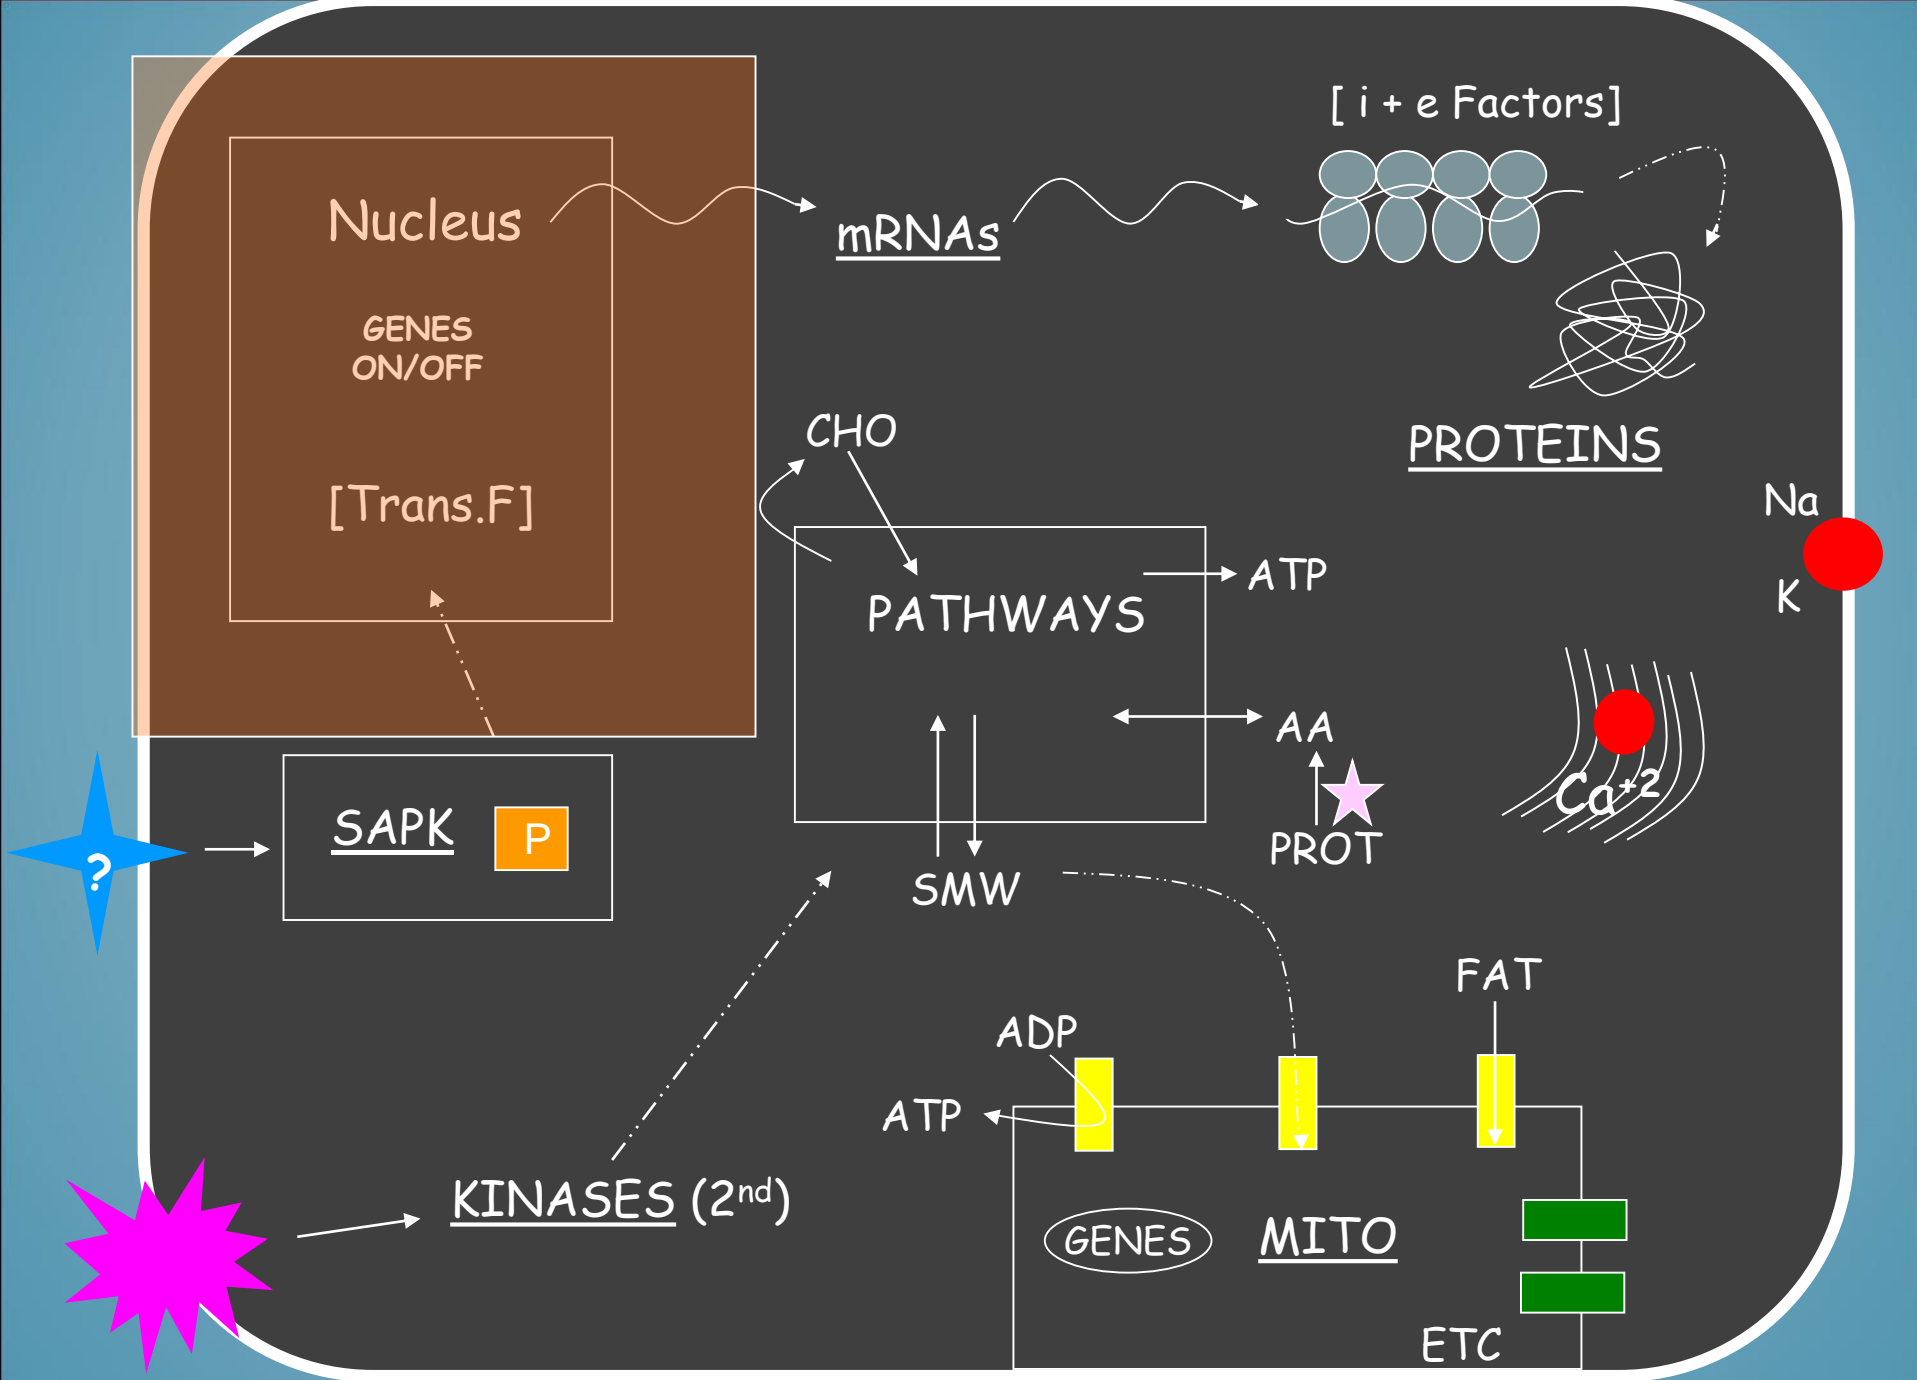 [ i + e Factors]
Nucleus
mRNAs
GENES
ON/OFF
CHO
PROTEINS
[Trans.F]
Na
ATP
PATHWAYS
K
AA
Ca+2
SAPK
P
PROT
?
SMW
FAT
ADP
ATP
KINASES (2nd)
GENES
MITO
ETC